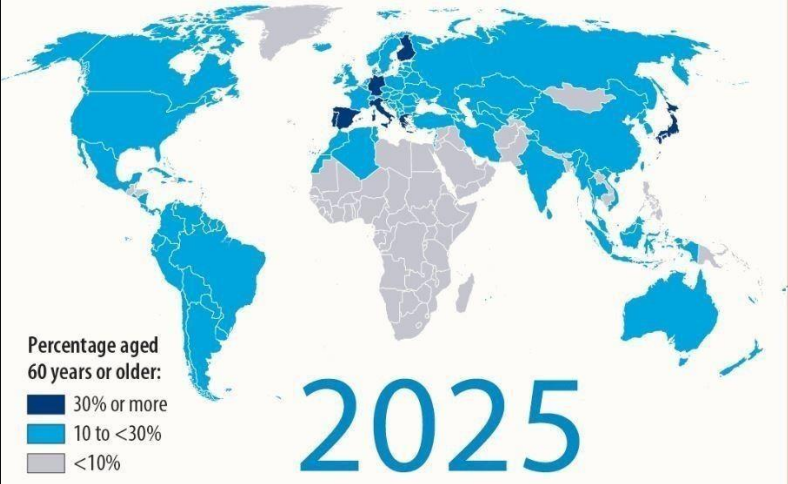 Percentage aged
60 years or older:
30% or more
10 to <30%
<10%
2025